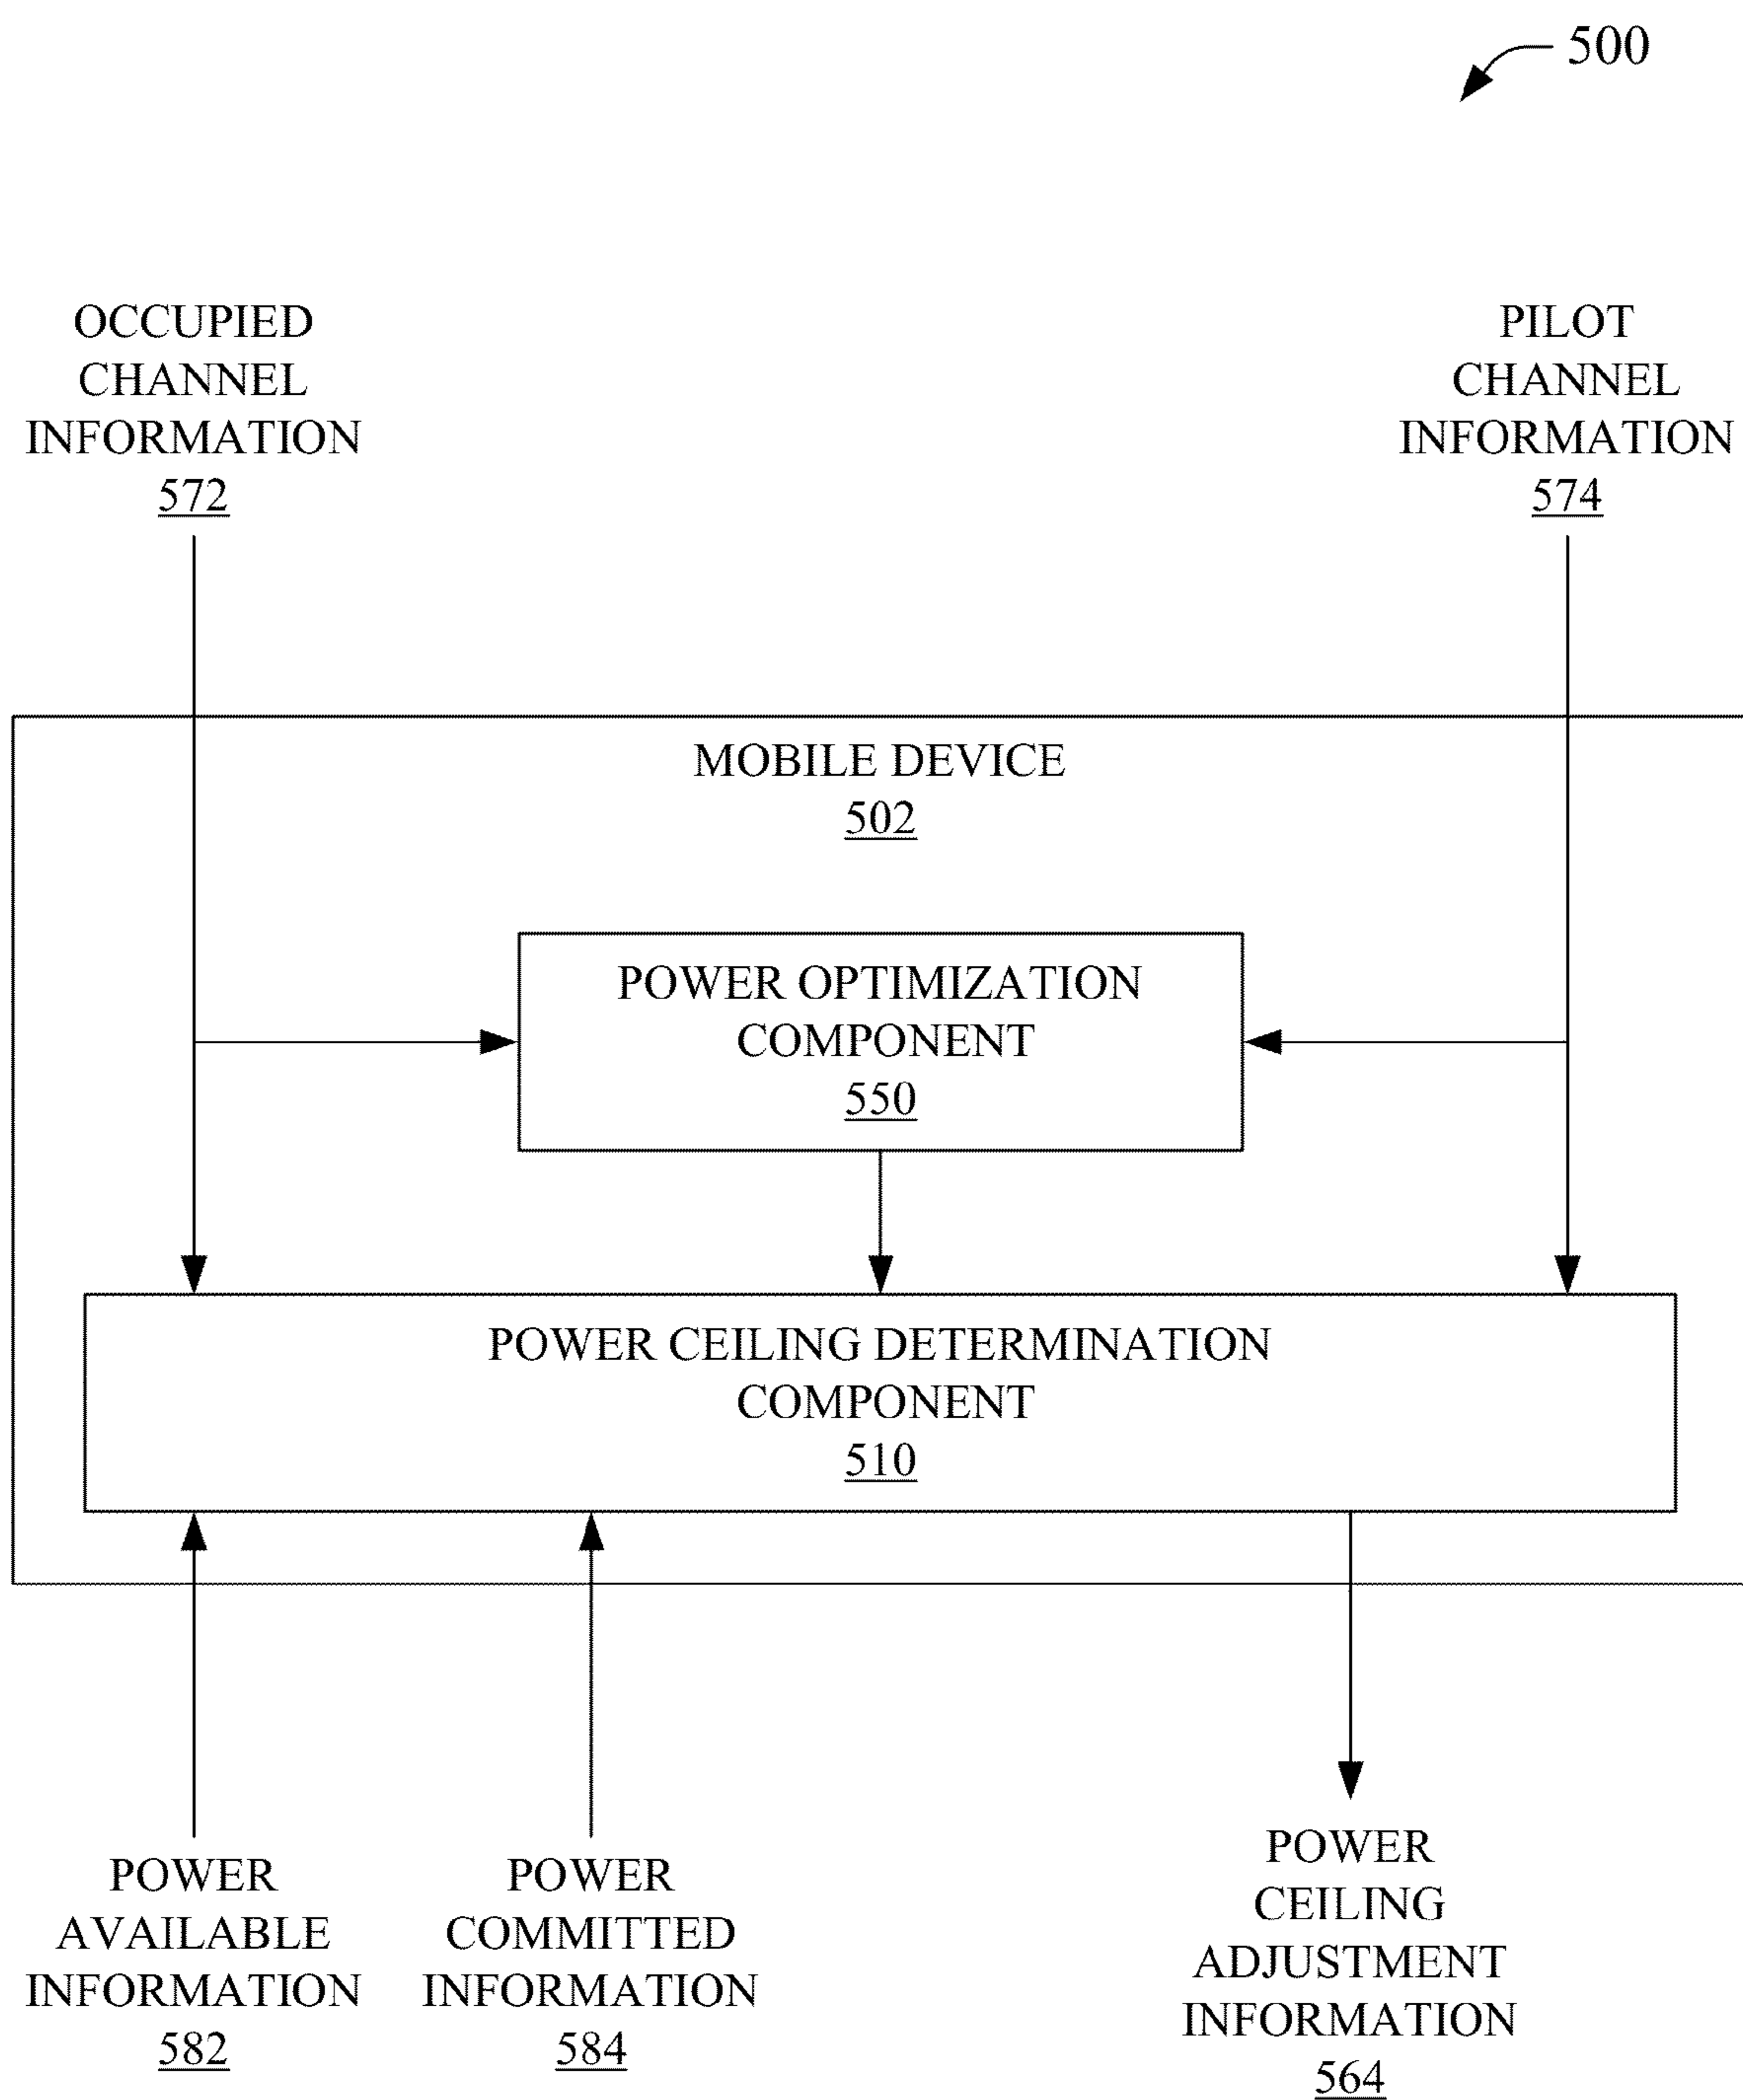 500
OCCUPIED
CHANNEL
INFORMATION
572
PILOT
CHANNEL
INFORMATION
574
MOBILE DEVICE
502
POWER OPTIMIZATION
COMPONENT
550
POWER CEILING DETERMINATION
COMPONENT
510
POWER
AVAILABLE
INFORMATION
582
POWER
COMMITTED
INFORMATION
584
POWER
CEILING
ADJUSTMENT
INFORMATION
564